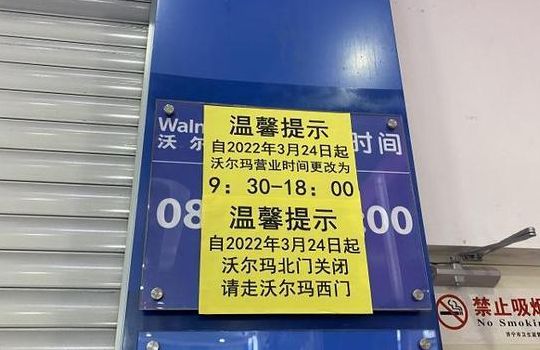 沃尔
时间
08
00
温馨提示
自2022年3月24日起
沃尔玛营业时间更改为
9：30-18：00
温馨提示
自2022年3月24日起
沃尔玛北门关闭
请走沃尔玛西门
禁止吸烟
No Smoking